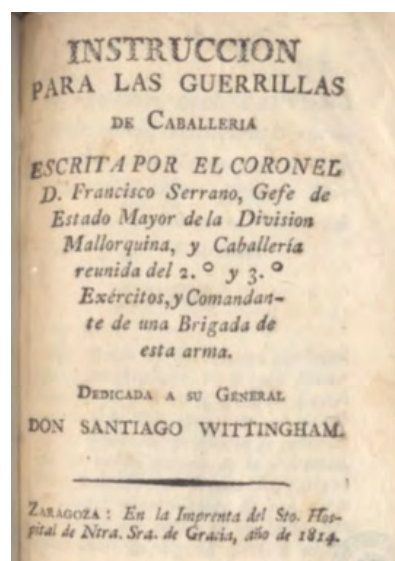 INSTRUCCION
PARA LAS GUERRILLAS
DE CABALLERIA
ESCRITA POR EL CORONEL
D. Francisco Serrano, Gefe de
Estado Mayor de la Division
Mallorquina, y Caballería
reunida del 2.º y 3.º
Exércitos, y Comandan-
te de una Brigada de
esta arma.
DEDICADA A SU GENERAL
DON SANTIAGO WITTINGHAM.
ZARAGOZA : En la Imprenta del Sto. Hos-
pital de Ntra. Sra. de Gracia, año de 1814.